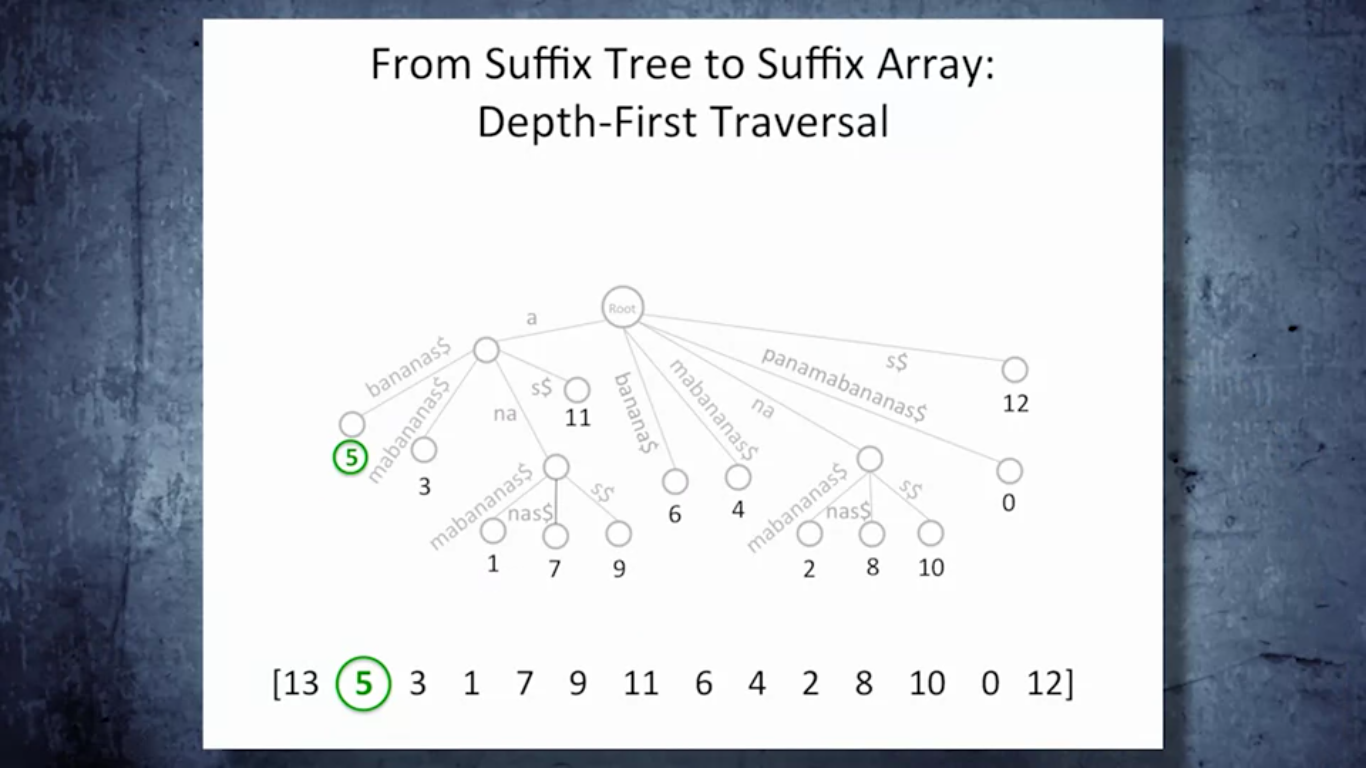 From Suffix Tree to Suffix Array:
Depth-First Traversal
Root
a
s$
12
panamabananas$
0
bananas$
5
mabananas$
3
s$
11
na
mabananas$
1
nas$
7
s$
9
banana$
6
mabananas$
4
na
mabananas$
2
nas$
8
s$
10
[13 5 3 1 7 9 11 6 4 2 8 10 0 12]